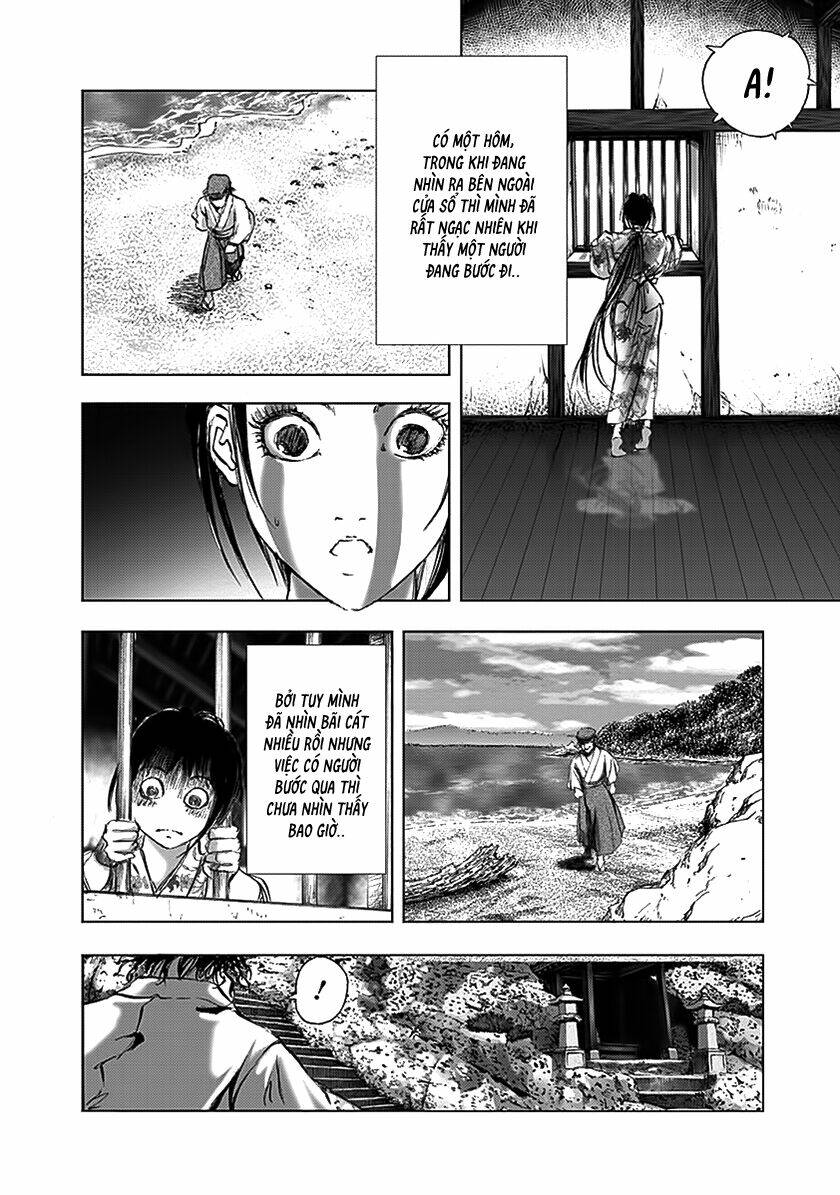 A!
CÓ MỘT HÔM,
TRONG KHI ĐANG
NHÌN RA BÊN NGOÀI
CỬA SỔ THÌ MÌNH ĐÃ
RẤT NGẠC NHIÊN KHI
THẤY MỘT NGƯỜI
ĐANG BƯỚC ĐI..
BỞI TUY MÌNH
ĐÃ NHÌN BÃI CÁT
NHIỀU RỒI NHƯNG
VIỆC CÓ NGƯỜI
BƯỚC QUA THÌ
CHƯA NHÌN THẤY
BAO GIỜ..
!